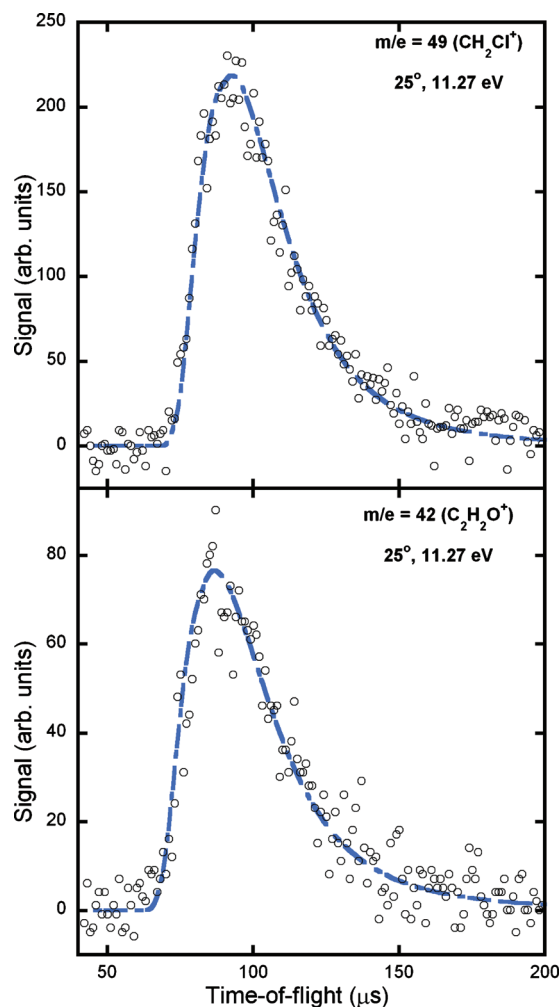 m/e = 49 (CH₂Cl⁺)
25°, 11.27 eV
250
200
150
100
50
0
Signal (arb. units)
m/e = 42 (C₂H₂O⁺)
25°, 11.27 eV
80
60
40
20
0
Signal (arb. units)
50 100 150 200
Time-of-flight (μs)